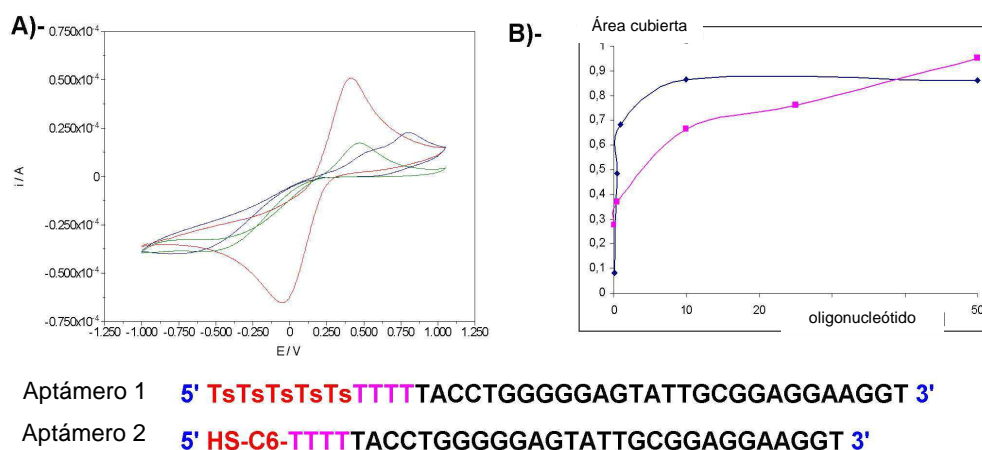 A)-
0.750x10⁻⁴
0.500x10⁻⁴
0.250x10⁻⁴
0
-0.250x10⁻⁴
-0.500x10⁻⁴
-0.750x10⁻⁴
i / A
-1.250 -1.000 -0.750 -0.500 -0.250 0 0.250 0.500 0.750 1.000 1.250
E / V
B)-
Área cubierta
1
0,9
0,8
0,7
0,6
0,5
0,4
0,3
0,2
0,1
0
0 10 20 50
oligonucleótido
Aptámero 1 5' TsTsTsTsTsTTTTTACCTGGGGGAGTATTGCGGAGGAAGGT 3'
Aptámero 2 5' HS-C6-TTTTTACCTGGGGGAGTATTGCGGAGGAAGGT 3'